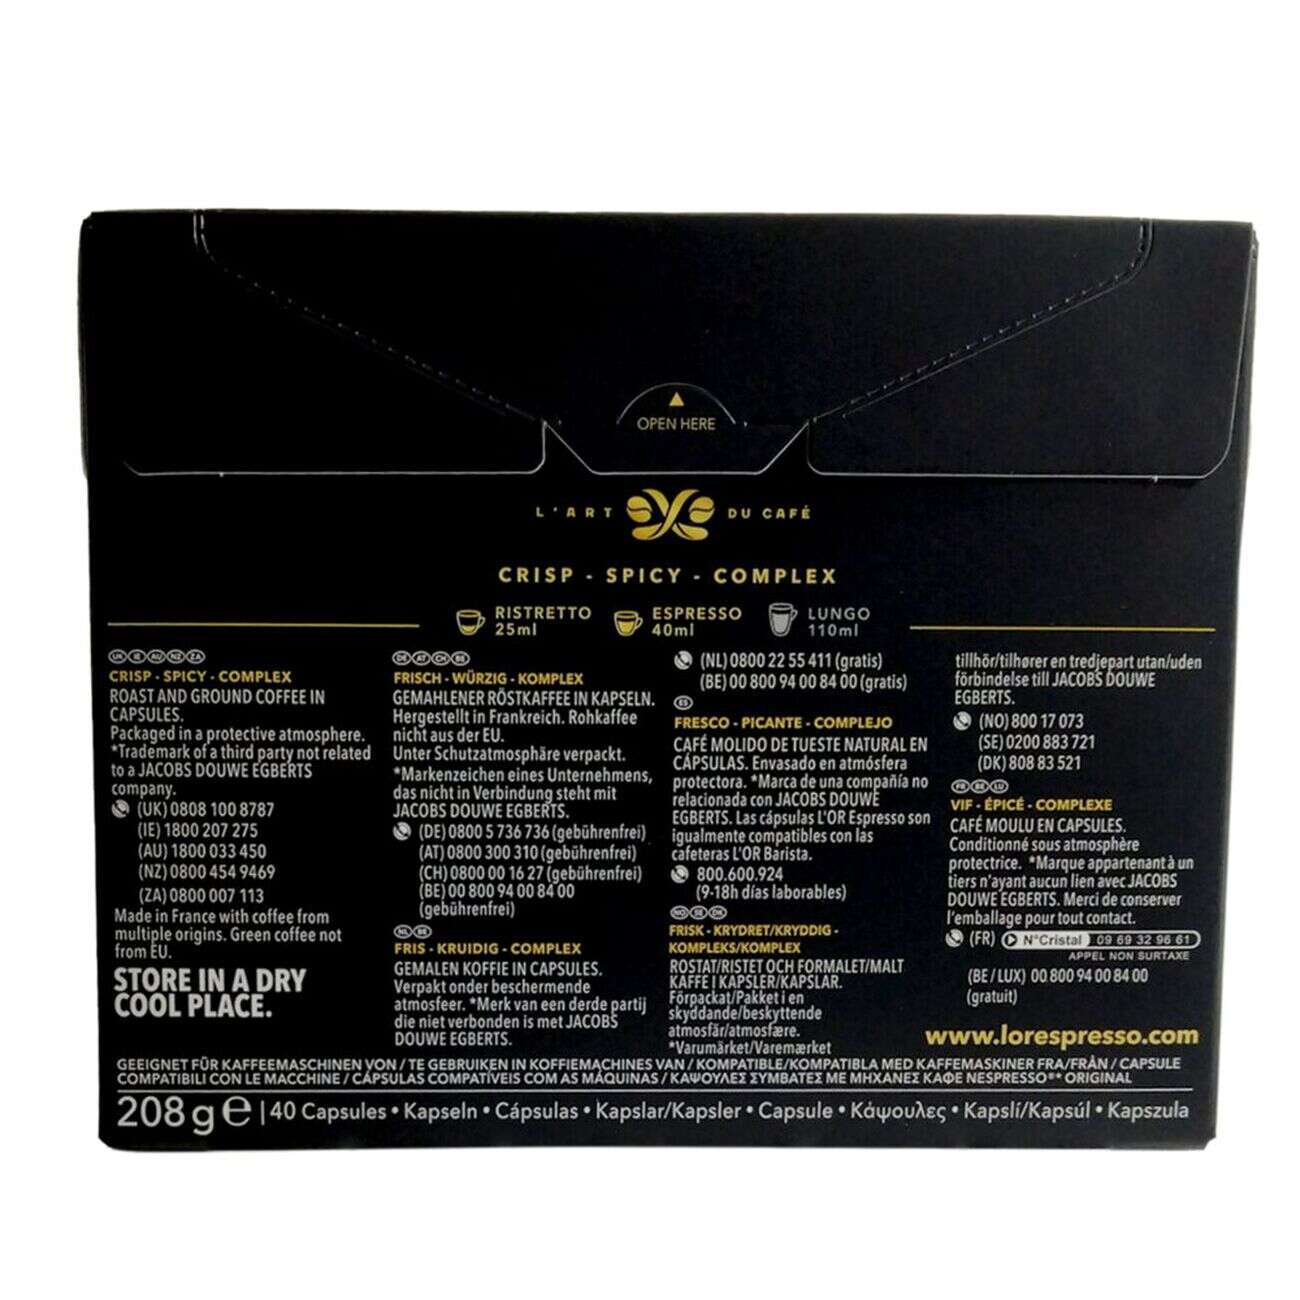 OPEN HERE
L'ART DU CAFÉ
CRISP - SPICY - COMPLEX
RISTRETTO
25ml
ESPRESSO
40ml
LUNGO
110ml
UK IE AU NZ ZA
CRISP - SPICY - COMPLEX
ROAST AND GROUND COFFEE IN
CAPSULES.
Packaged in a protective atmosphere.
*Trademark of a third party not related
to a JACOBS DOUWE EGBERTS
company.
(UK) 0808 100 8787
(IE) 1800 207 275
(AU) 1800 033 450
(NZ) 0800 454 9469
(ZA) 0800 007 113
Made in France with coffee from
multiple origins. Green coffee not
from EU.
STORE IN A DRY
COOL PLACE.
DE AT CH BE
FRISCH - WÜRZIG - KOMPLEX
GEMAHLENER RÖSTKAFFEE IN KAPSELN.
Hergestellt in Frankreich. Rohkaffee
nicht aus der EU.
Unter Schutzatmosphäre verpackt.
*Markenzeichen eines Unternehmens,
das nicht in Verbindung steht mit
JACOBS DOUWE EGBERTS.
(DE) 0800 5 736 736 (gebührenfrei)
(AT) 0800 300 310 (gebührenfrei)
(CH) 0800 00 16 27 (gebührenfrei)
(BE) 00 800 94 00 84 00
(gebührenfrei)
NL BE
FRIS - KRUIDIG - COMPLEX
GEMALEN KOFFIE IN CAPSULES.
Verpakt onder beschermende
atmosfeer. *Merk van een derde partij
die niet verbonden is met JACOBS
DOUWE EGBERTS.
(NL) 0800 22 55 411 (gratis)
(BE) 00 800 94 00 84 00 (gratis)
ES
FRESCO - PICANTE - COMPLEJO
CAFÉ MOLIDO DE TUESTE NATURAL EN
CÁPSULAS. Envasado en atmósfera
protectora. *Marca de una compañía no
relacionada con JACOBS DOUWE
EGBERTS. Las cápsulas L'OR Espresso son
igualmente compatibles con las
cafeteras L'OR Barista.
800.600.924
(9-18h días laborables)
NO SE DK
FRISK - KRYDRET/KRYDDIG -
KOMPLEKS/KOMPLEX
ROSTAT/RISTET OCH FORMALET/MALT
KAFFE I KAPSLER/KAPSLAR.
Förpackat/Pakket i en
skyddande/beskyttende
atmosfär/atmosfære.
*Varumärket/Varemærket
tillhör/tilhører en tredjepart utan/uden
förbindelse till JACOBS DOUWE
EGBERTS.
(NO) 800 17 073
(SE) 0200 883 721
(DK) 808 83 521
FR BE LU
VIF - ÉPICÉ - COMPLEXE
CAFÉ MOULU EN CAPSULES.
Conditionné sous atmosphère
protectrice. *Marque appartenant à un
tiers n'ayant aucun lien avec JACOBS
DOUWE EGBERTS. Merci de conserver
l'emballage pour tout contact.
(FR) N°Cristal 09 69 32 96 61
APPEL NON SURTAXE
(BE / LUX) 00 800 94 00 84 00
(gratuit)
www.lorespresso.com
GEEIGNET FÜR KAFFEEMASCHINEN VON / TE GEBRUIKEN IN KOFFIEMACHINES VAN / KOMPATIBLE/KOMPATIBLA MED KAFFEMASKINER FRA/FRÅN / CAPSULE
COMPATIBILI CON LE MACCHINE / CÁPSULAS COMPATÍVEIS COM AS MÁQUINAS / ΚΑΨΟΥΛΕΣ ΣΥΜΒΑΤΕΣ ΜΕ ΜΗΧΑΝΕΣ ΚΑΦΕ NESPRESSO®* ORIGINAL
208 g ℮ | 40 Capsules • Kapseln • Cápsulas • Kapslar/Kapsler • Capsule • Κάψουλες • Kapslí/Kapsúl • Kapszula